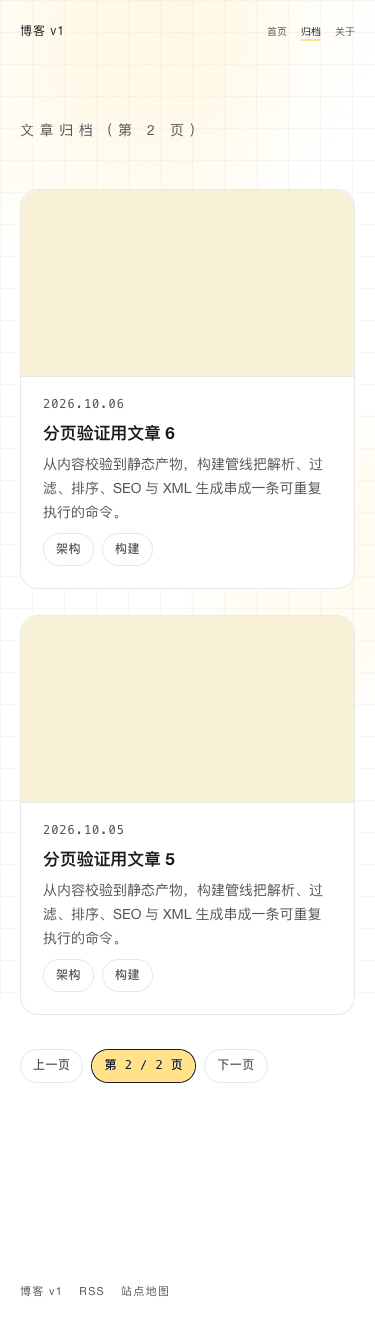 博客 v1
首页 归档 关于
文章归档（第 2 页）
2026.10.06
分页验证用文章 6
从内容校验到静态产物，构建管线把解析、过
滤、排序、SEO 与 XML 生成串成一条可重复
执行的命令。
架构 构建
2026.10.05
分页验证用文章 5
从内容校验到静态产物，构建管线把解析、过
滤、排序、SEO 与 XML 生成串成一条可重复
执行的命令。
架构 构建
上一页 第 2 / 2 页 下一页
博客 v1 RSS 站点地图